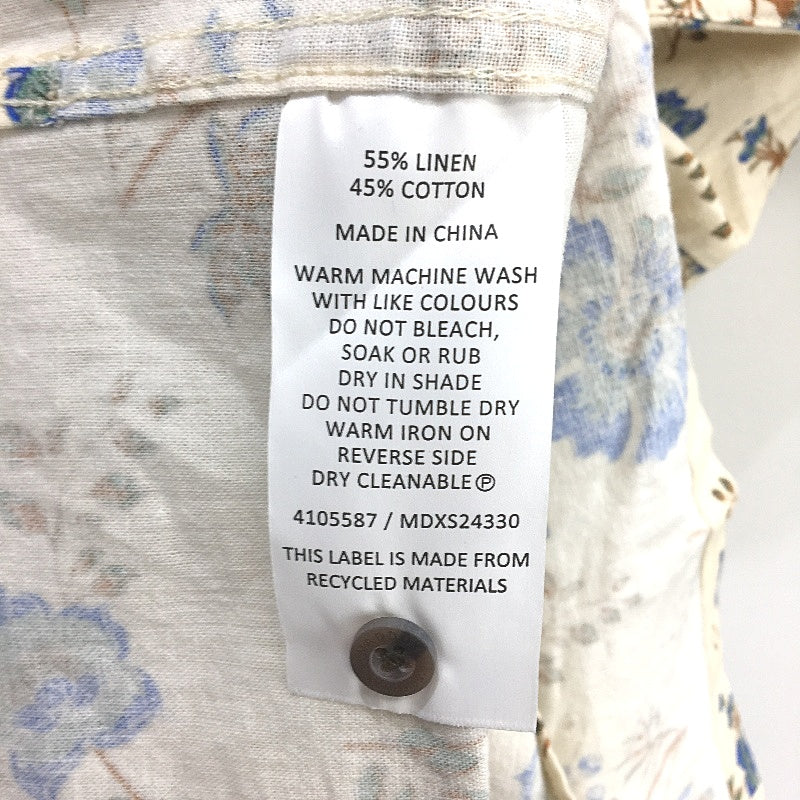 55% LINEN
45% COTTON
MADE IN CHINA
WARM MACHINE WASH
WITH LIKE COLOURS
DO NOT BLEACH,
SOAK OR RUB
DRY IN SHADE
DO NOT TUMBLE DRY
WARM IRON ON
REVERSE SIDE
DRY CLEANABLE Ⓟ
4105587 / MDXS24330
THIS LABEL IS MADE FROM
RECYCLED MATERIALS